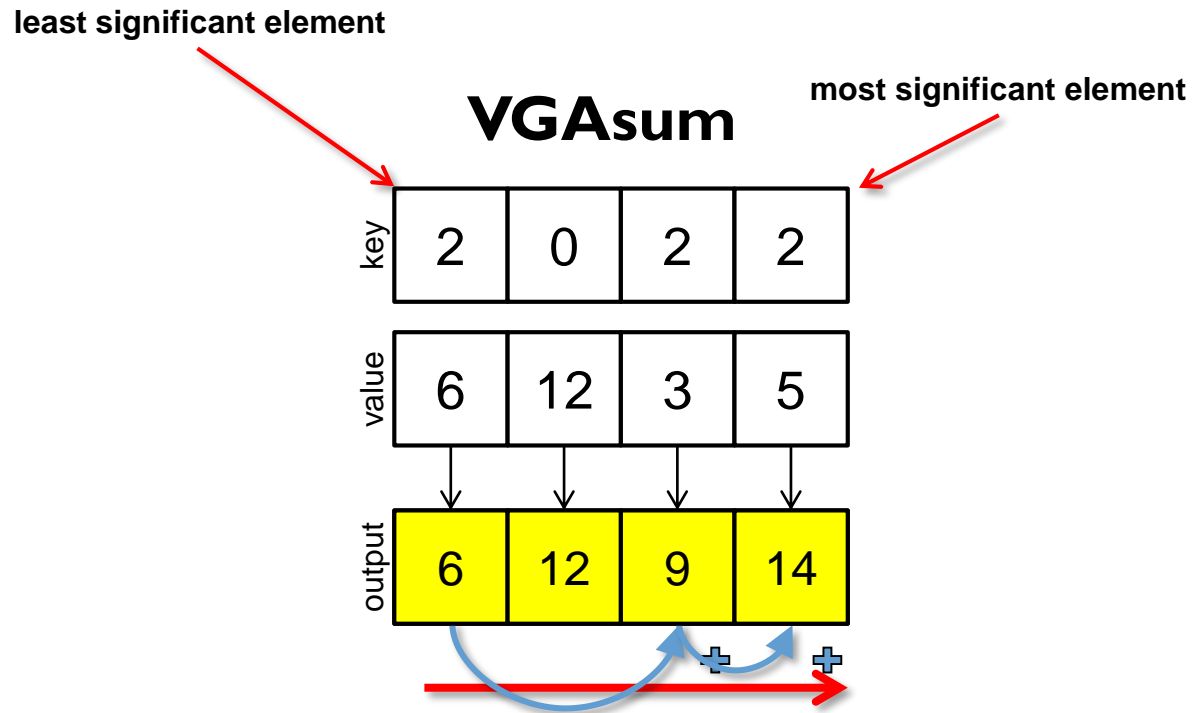 least significant element
most significant element
VGAsum
key
2 0 2 2
value
6 12 3 5
output
6 12 9 14
+ +